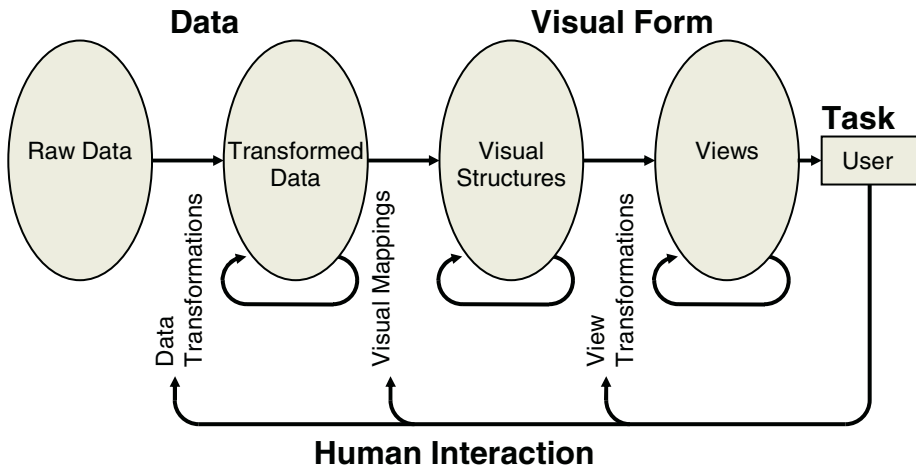 Data
Visual Form
Task
Raw Data
Transformed
Data
Visual
Structures
Views
User
Data
Transformations
Visual Mappings
View
Transformations
Human Interaction